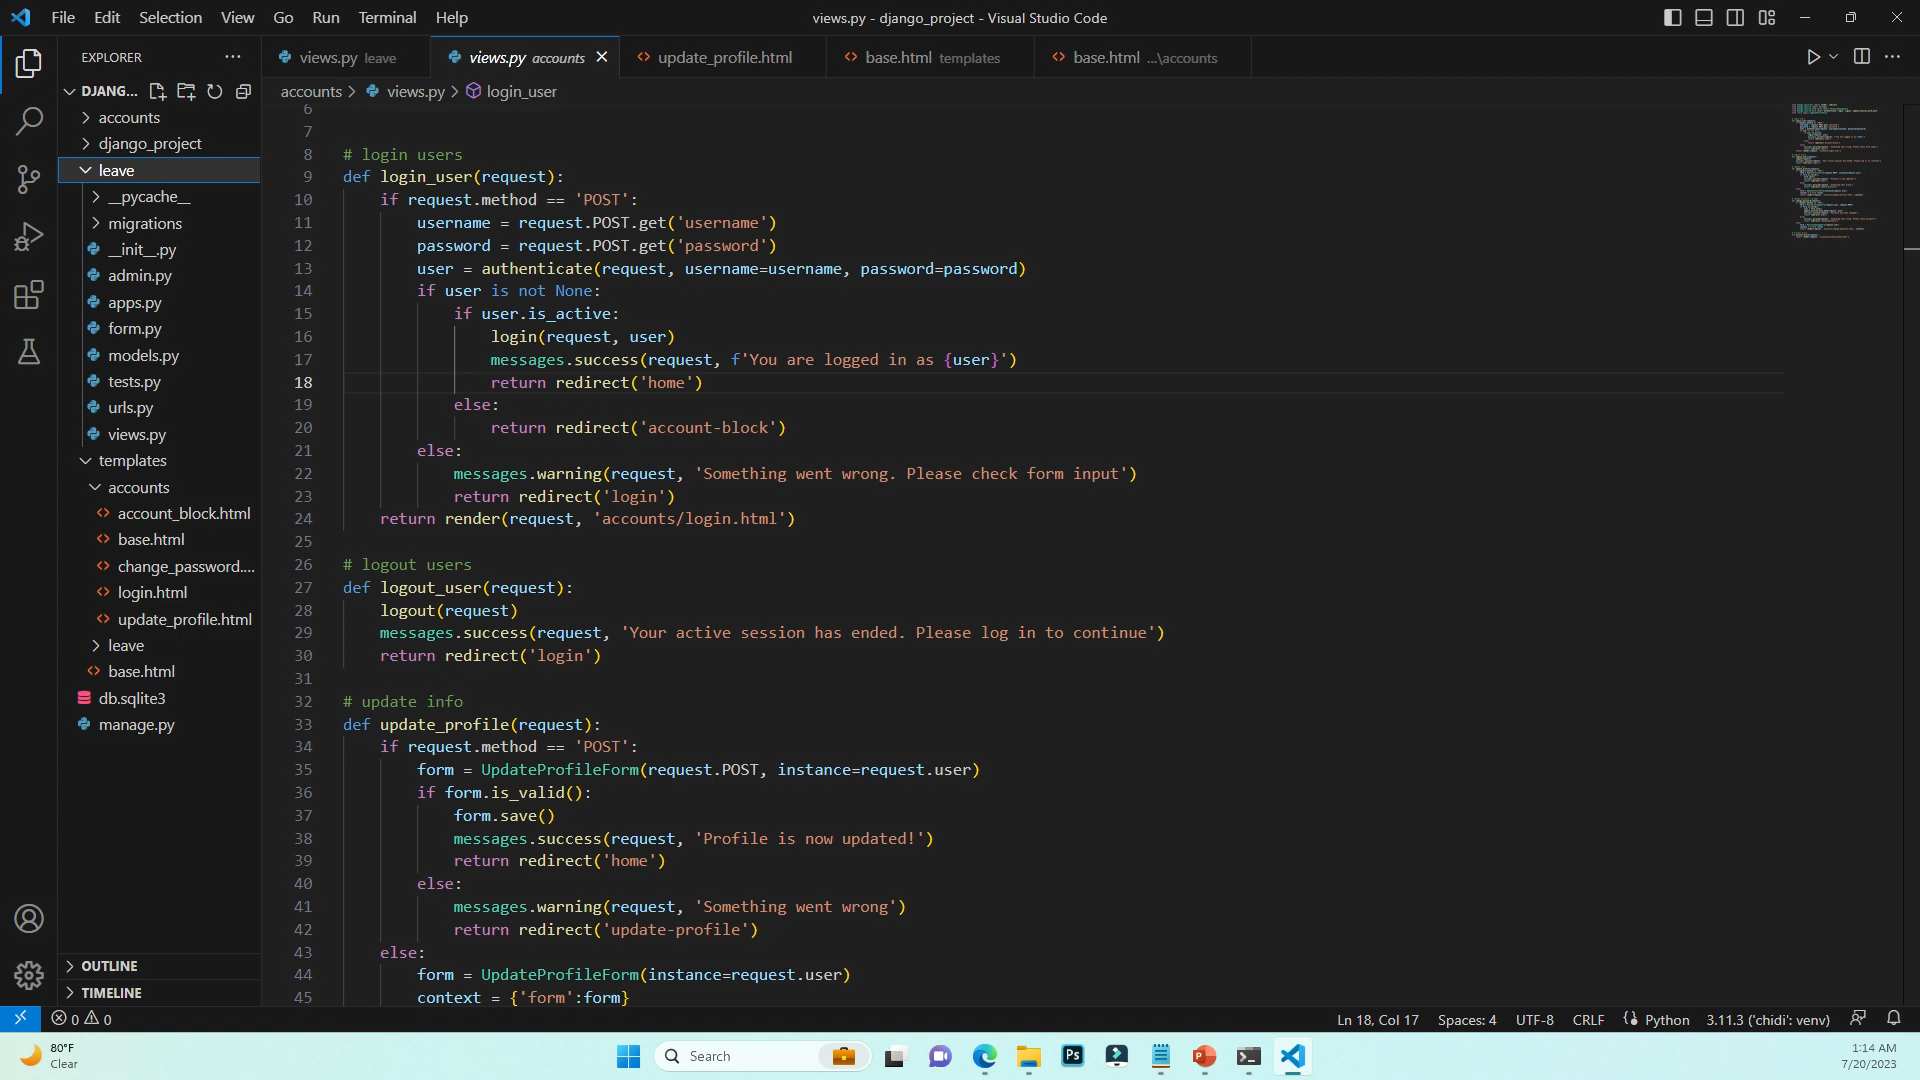 File Edit Selection View Go Run Terminal Help
views.py - django_project - Visual Studio Code
EXPLORER
DJANG...
accounts
django_project
leave
__pycache__
migrations
__init__.py
admin.py
apps.py
form.py
models.py
tests.py
urls.py
views.py
templates
accounts
account_block.html
base.html
change_password....
login.html
update_profile.html
leave
base.html
db.sqlite3
manage.py
OUTLINE
TIMELINE
views.py leave
views.py accounts
update_profile.html
base.html templates
base.html ...\accounts
accounts > views.py > login_user
6
7
8 # login users
9 def login_user(request):
10 if request.method == 'POST':
11 username = request.POST.get('username')
12 password = request.POST.get('password')
13 user = authenticate(request, username=username, password=password)
14 if user is not None:
15 if user.is_active:
16 login(request, user)
17 messages.success(request, f'You are logged in as {user}')
18 return redirect('home')
19 else:
20 return redirect('account-block')
21 else:
22 messages.warning(request, 'Something went wrong. Please check form input')
23 return redirect('login')
24 return render(request, 'accounts/login.html')
25
26 # logout users
27 def logout_user(request):
28 logout(request)
29 messages.success(request, 'Your active session has ended. Please log in to continue')
30 return redirect('login')
31
32 # update info
33 def update_profile(request):
34 if request.method == 'POST':
35 form = UpdateProfileForm(request.POST, instance=request.user)
36 if form.is_valid():
37 form.save()
38 messages.success(request, 'Profile is now updated!')
39 return redirect('home')
40 else:
41 messages.warning(request, 'Something went wrong')
42 return redirect('update-profile')
43 else:
44 form = UpdateProfileForm(instance=request.user)
45 context = {'form':form}
0 0
Ln 18, Col 17 Spaces: 4 UTF-8 CRLF Python 3.11.3 ('chidi': venv)
80°F
Clear
Search
Ps
P
1:14 AM
7/20/2023